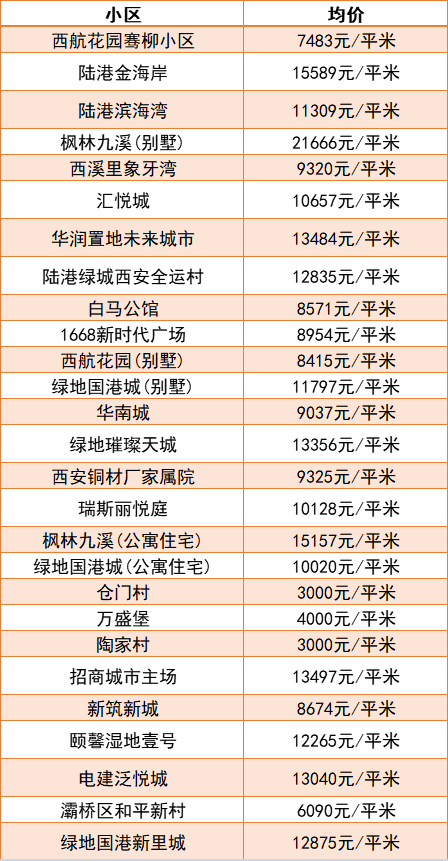 小区 均价
西航花园骞柳小区 7483元/平米
陆港金海岸 15589元/平米
陆港滨海湾 11309元/平米
枫林九溪(别墅) 21666元/平米
西溪里象牙湾 9320元/平米
汇悦城 10657元/平米
华润置地未来城市 13484元/平米
陆港绿城西安全运村 12835元/平米
白马公馆 8571元/平米
1668新时代广场 8954元/平米
西航花园(别墅) 8415元/平米
绿地国港城(别墅) 11797元/平米
华南城 9037元/平米
绿地璀璨天城 13356元/平米
西安铜材厂家属院 9325元/平米
瑞斯丽悦庭 10128元/平米
枫林九溪(公寓住宅) 15157元/平米
绿地国港城(公寓住宅) 10020元/平米
仓门村 3000元/平米
万盛堡 4000元/平米
陶家村 3000元/平米
招商城市主场 13497元/平米
新筑新城 8674元/平米
颐馨湿地壹号 12265元/平米
电建泛悦城 13040元/平米
灞桥区和平新村 6090元/平米
绿地国港新里城 12875元/平米